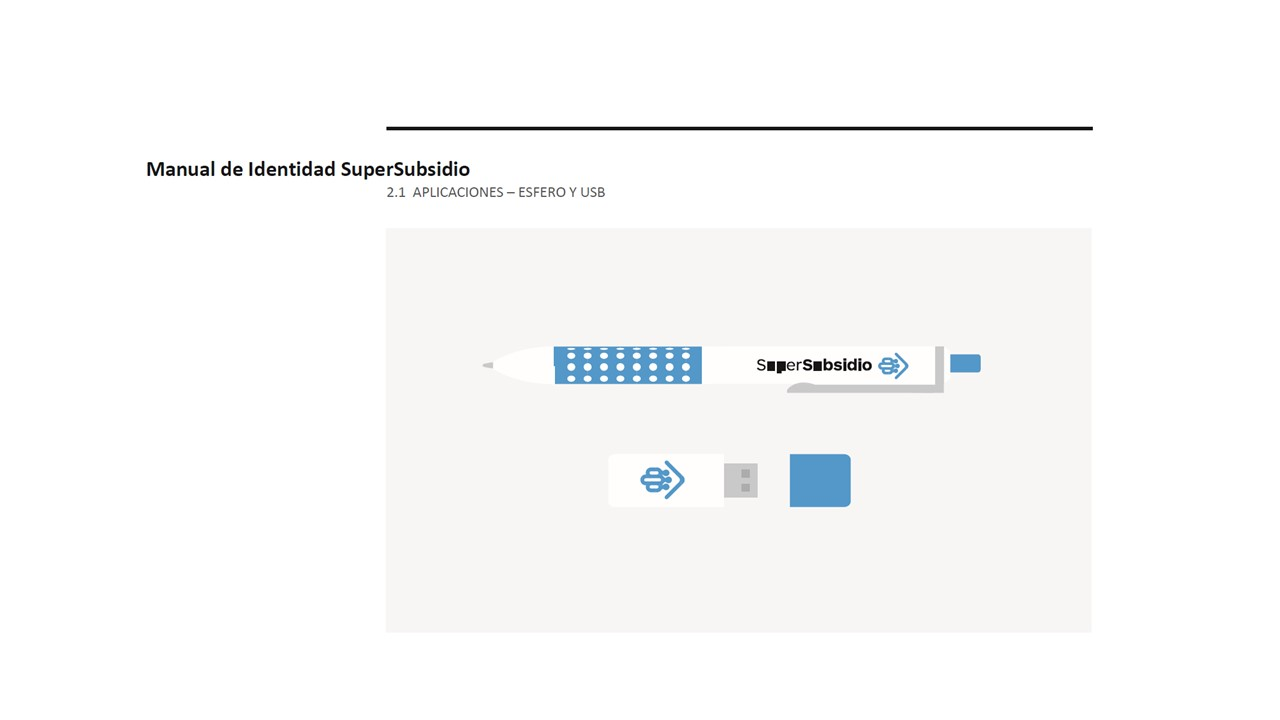 Manual de Identidad SuperSubsidio
2.1 APLICACIONES – ESFERO Y USB
SuperSubsidio